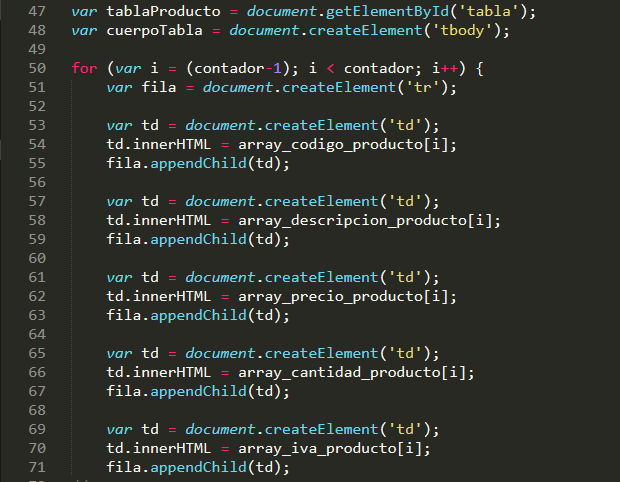 47 var tablaProducto = document.getElementById('tabla');
48 var cuerpoTabla = document.createElement('tbody');
49
50 for (var i = (contador-1); i < contador; i++) {
51 var fila = document.createElement('tr');
52
53 var td = document.createElement('td');
54 td.innerHTML = array_codigo_producto[i];
55 fila.appendChild(td);
56
57 var td = document.createElement('td');
58 td.innerHTML = array_descripcion_producto[i];
59 fila.appendChild(td);
60
61 var td = document.createElement('td');
62 td.innerHTML = array_precio_producto[i];
63 fila.appendChild(td);
64
65 var td = document.createElement('td');
66 td.innerHTML = array_cantidad_producto[i];
67 fila.appendChild(td);
68
69 var td = document.createElement('td');
70 td.innerHTML = array_iva_producto[i];
71 fila.appendChild(td);